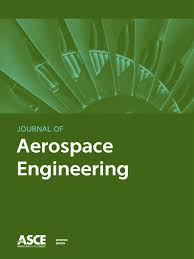 JOURNAL OF
Aerospace
Engineering
ASCE